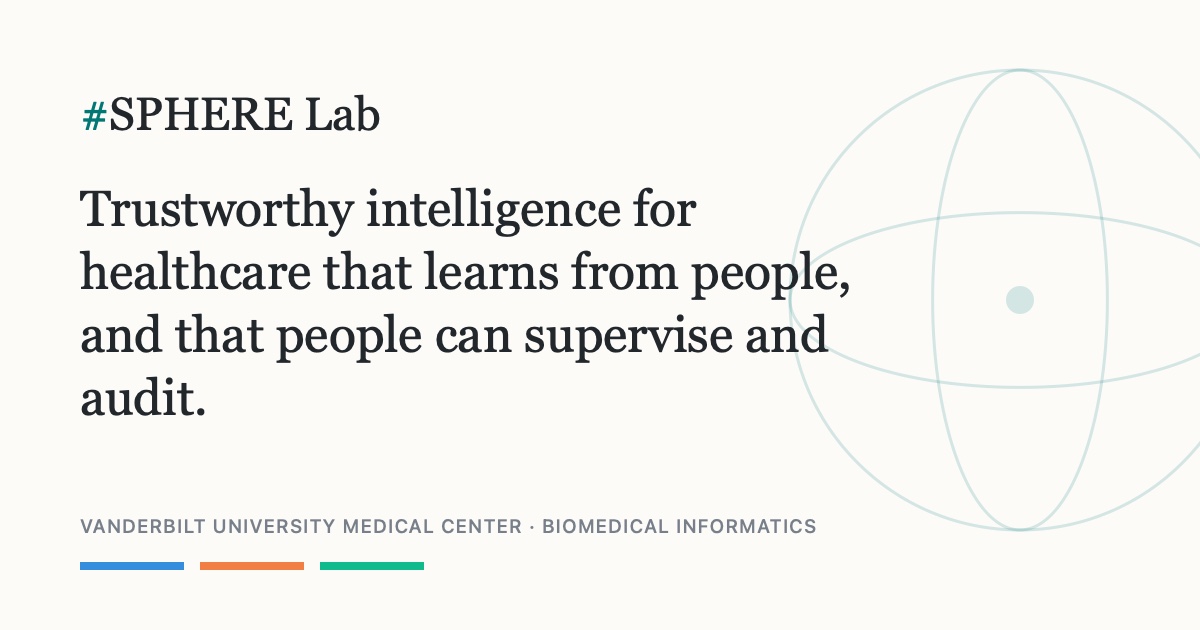 #SPHERE Lab
Trustworthy intelligence for
healthcare that learns from people,
and that people can supervise and
audit.
VANDERBILT UNIVERSITY MEDICAL CENTER · BIOMEDICAL INFORMATICS